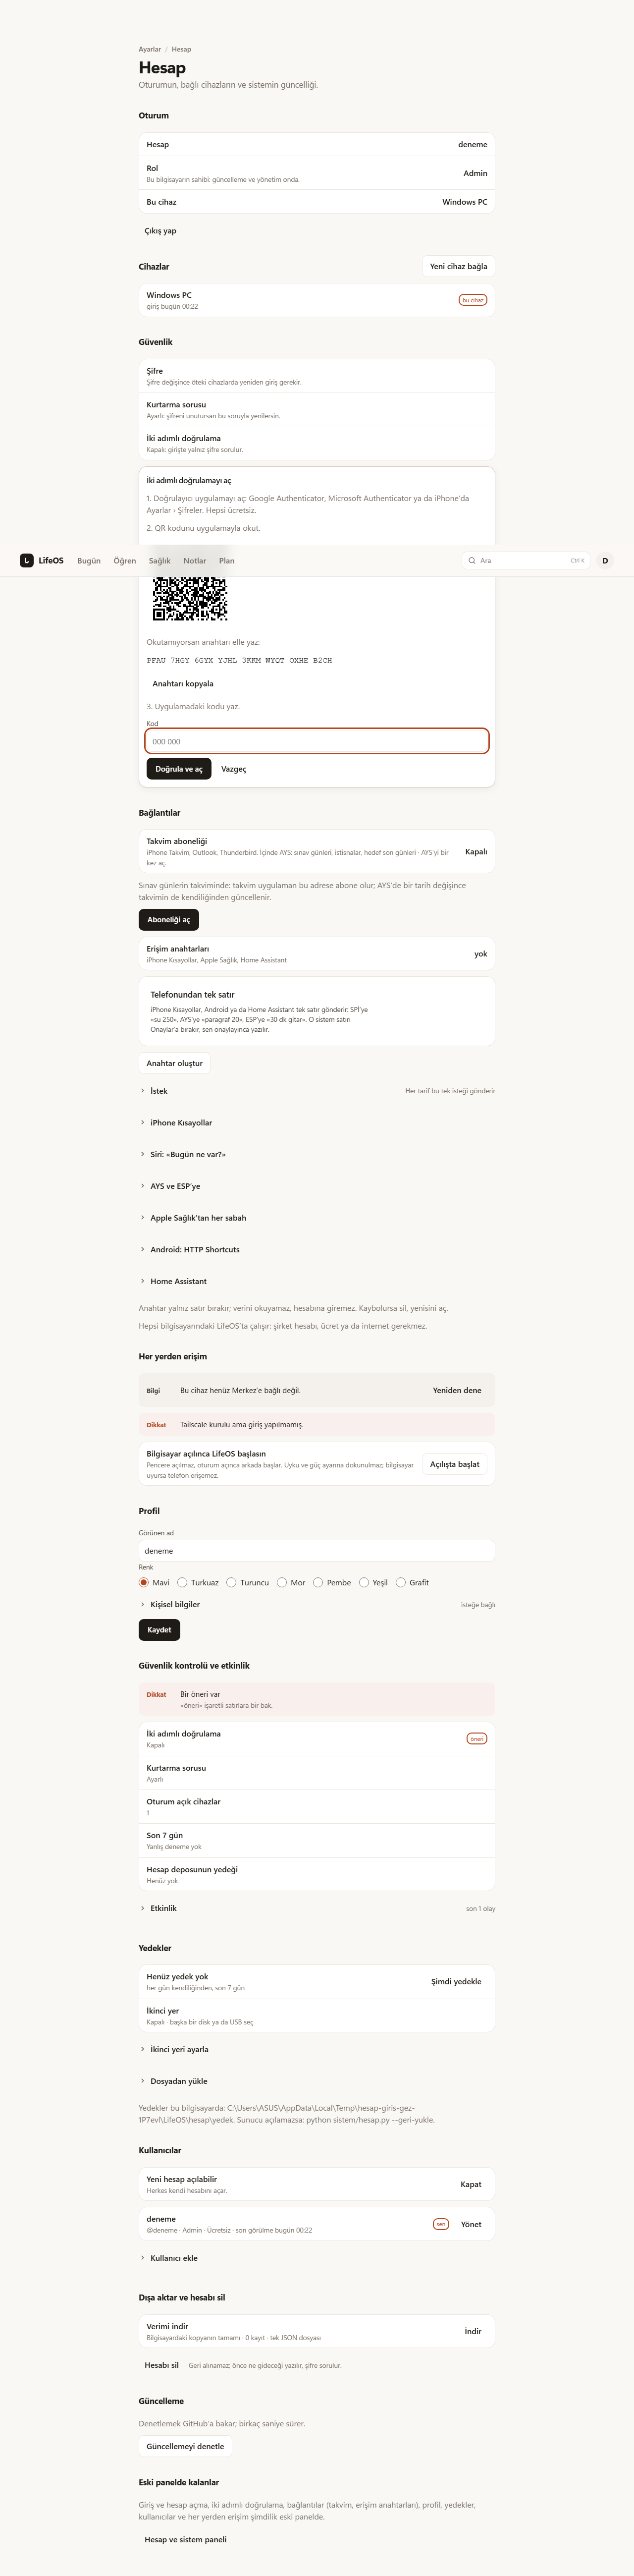 Ayarlar / Hesap
Hesap
Oturumun, bağlı cihazların ve sistemin güncelliği.
Oturum
Hesap deneme
Rol
Bu bilgisayarın sahibi: güncelleme ve yönetim onda.
Admin
Bu cihaz Windows PC
Çıkış yap
Cihazlar Yeni cihaz bağla
Windows PC
giriş bugün 00:22
bu cihaz
Güvenlik
Şifre
Şifre değişince öteki cihazlarda yeniden giriş gerekir.
Kurtarma sorusu
Ayarlı: şifreni unutursan bu soruyla yenilersin.
İki adımlı doğrulama
Kapalı: girişte yalnız şifre sorulur.
İki adımlı doğrulamayı aç
1. Doğrulayıcı uygulamayı aç: Google Authenticator, Microsoft Authenticator ya da iPhone'da
Ayarlar › Şifreler. Hepsi ücretsiz.
2. QR kodunu uygulamayla okut.
LifeOS Bugün Öğren Sağlık Notlar Plan Ara Ctrl K D
Okutamıyorsan anahtarı elle yaz:
PFAU 7HGY 6GYX YJHL 3KKM WYQT OXHE B2CH
Anahtarı kopyala
3. Uygulamadaki kodu yaz.
Kod
000 000
Doğrula ve aç Vazgeç
Bağlantılar
Takvim aboneliği
iPhone Takvim, Outlook, Thunderbird. İçinde AYS: sınav günleri, istisnalar, hedef son günleri · AYS'yi bir
kez aç.
Kapalı
Sınav günlerin takviminde: takvim uygulaman bu adrese abone olur; AYS'de bir tarih değişince
takvimin de kendiliğinden güncellenir.
Aboneliği aç
Erişim anahtarları
iPhone Kısayollar, Apple Sağlık, Home Assistant
yok
Telefonundan tek satır
iPhone Kısayollar, Android ya da Home Assistant tek satır gönderir: SPİ'ye
«su 250», AYS'ye «paragraf 20», ESP'ye «30 dk gitar». O sistem satırı
Onaylar'a bırakır, sen onaylayınca yazılır.
Anahtar oluştur
İstek Her tarif bu tek isteği gönderir
iPhone Kısayollar
Siri: «Bugün ne var?»
AYS ve ESP'ye
Apple Sağlık'tan her sabah
Android: HTTP Shortcuts
Home Assistant
Anahtar yalnız satır bırakır; verini okuyamaz, hesabına giremez. Kaybolursa sil, yenisini aç.
Hepsi bilgisayarındaki LifeOS'ta çalışır: şirket hesabı, ücret ya da internet gerekmez.
Her yerden erişim
Bilgi Bu cihaz henüz Merkez'e bağlı değil. Yeniden dene
Dikkat Tailscale kurulu ama giriş yapılmamış.
Bilgisayar açılınca LifeOS başlasın
Pencere açılmaz, oturum açınca arkada başlar. Uyku ve güç ayarına dokunulmaz; bilgisayar
uyursa telefon erişemez.
Açılışta başlat
Profil
Görünen ad
deneme
Renk
Mavi Turkuaz Turuncu Mor Pembe Yeşil Grafit
Kişisel bilgiler isteğe bağlı
Kaydet
Güvenlik kontrolü ve etkinlik
Dikkat Bir öneri var
«öneri» işaretli satırlara bir bak.
İki adımlı doğrulama
Kapalı
öneri
Kurtarma sorusu
Ayarlı
Oturum açık cihazlar
1
Son 7 gün
Yanlış deneme yok
Hesap deposunun yedeği
Henüz yok
Etkinlik son 1 olay
Yedekler
Henüz yedek yok
her gün kendiliğinden, son 7 gün
Şimdi yedekle
İkinci yer
Kapalı · başka bir disk ya da USB seç
İkinci yeri ayarla
Dosyadan yükle
Yedekler bu bilgisayarda: C:\Users\ASUS\AppData\Local\Temp\hesap-giris-gez-
1P7evl\LifeOS\hesap\yedek. Sunucu açılamazsa: python sistem/hesap.py --geri-yukle.
Kullanıcılar
Yeni hesap açılabilir
Herkes kendi hesabını açar.
Kapat
deneme
@deneme · Admin · Ücretsiz · son görülme bugün 00:22
sen Yönet
Kullanıcı ekle
Dışa aktar ve hesabı sil
Verimi indir
Bilgisayardaki kopyanın tamamı · 0 kayıt · tek JSON dosyası
İndir
Hesabı sil Geri alınamaz; önce ne gideceği yazılır, şifre sorulur.
Güncelleme
Denetlemek GitHub'a bakar; birkaç saniye sürer.
Güncellemeyi denetle
Eski panelde kalanlar
Giriş ve hesap açma, iki adımlı doğrulama, bağlantılar (takvim, erişim anahtarları), profil, yedekler,
kullanıcılar ve her yerden erişim şimdilik eski panelde.
Hesap ve sistem paneli